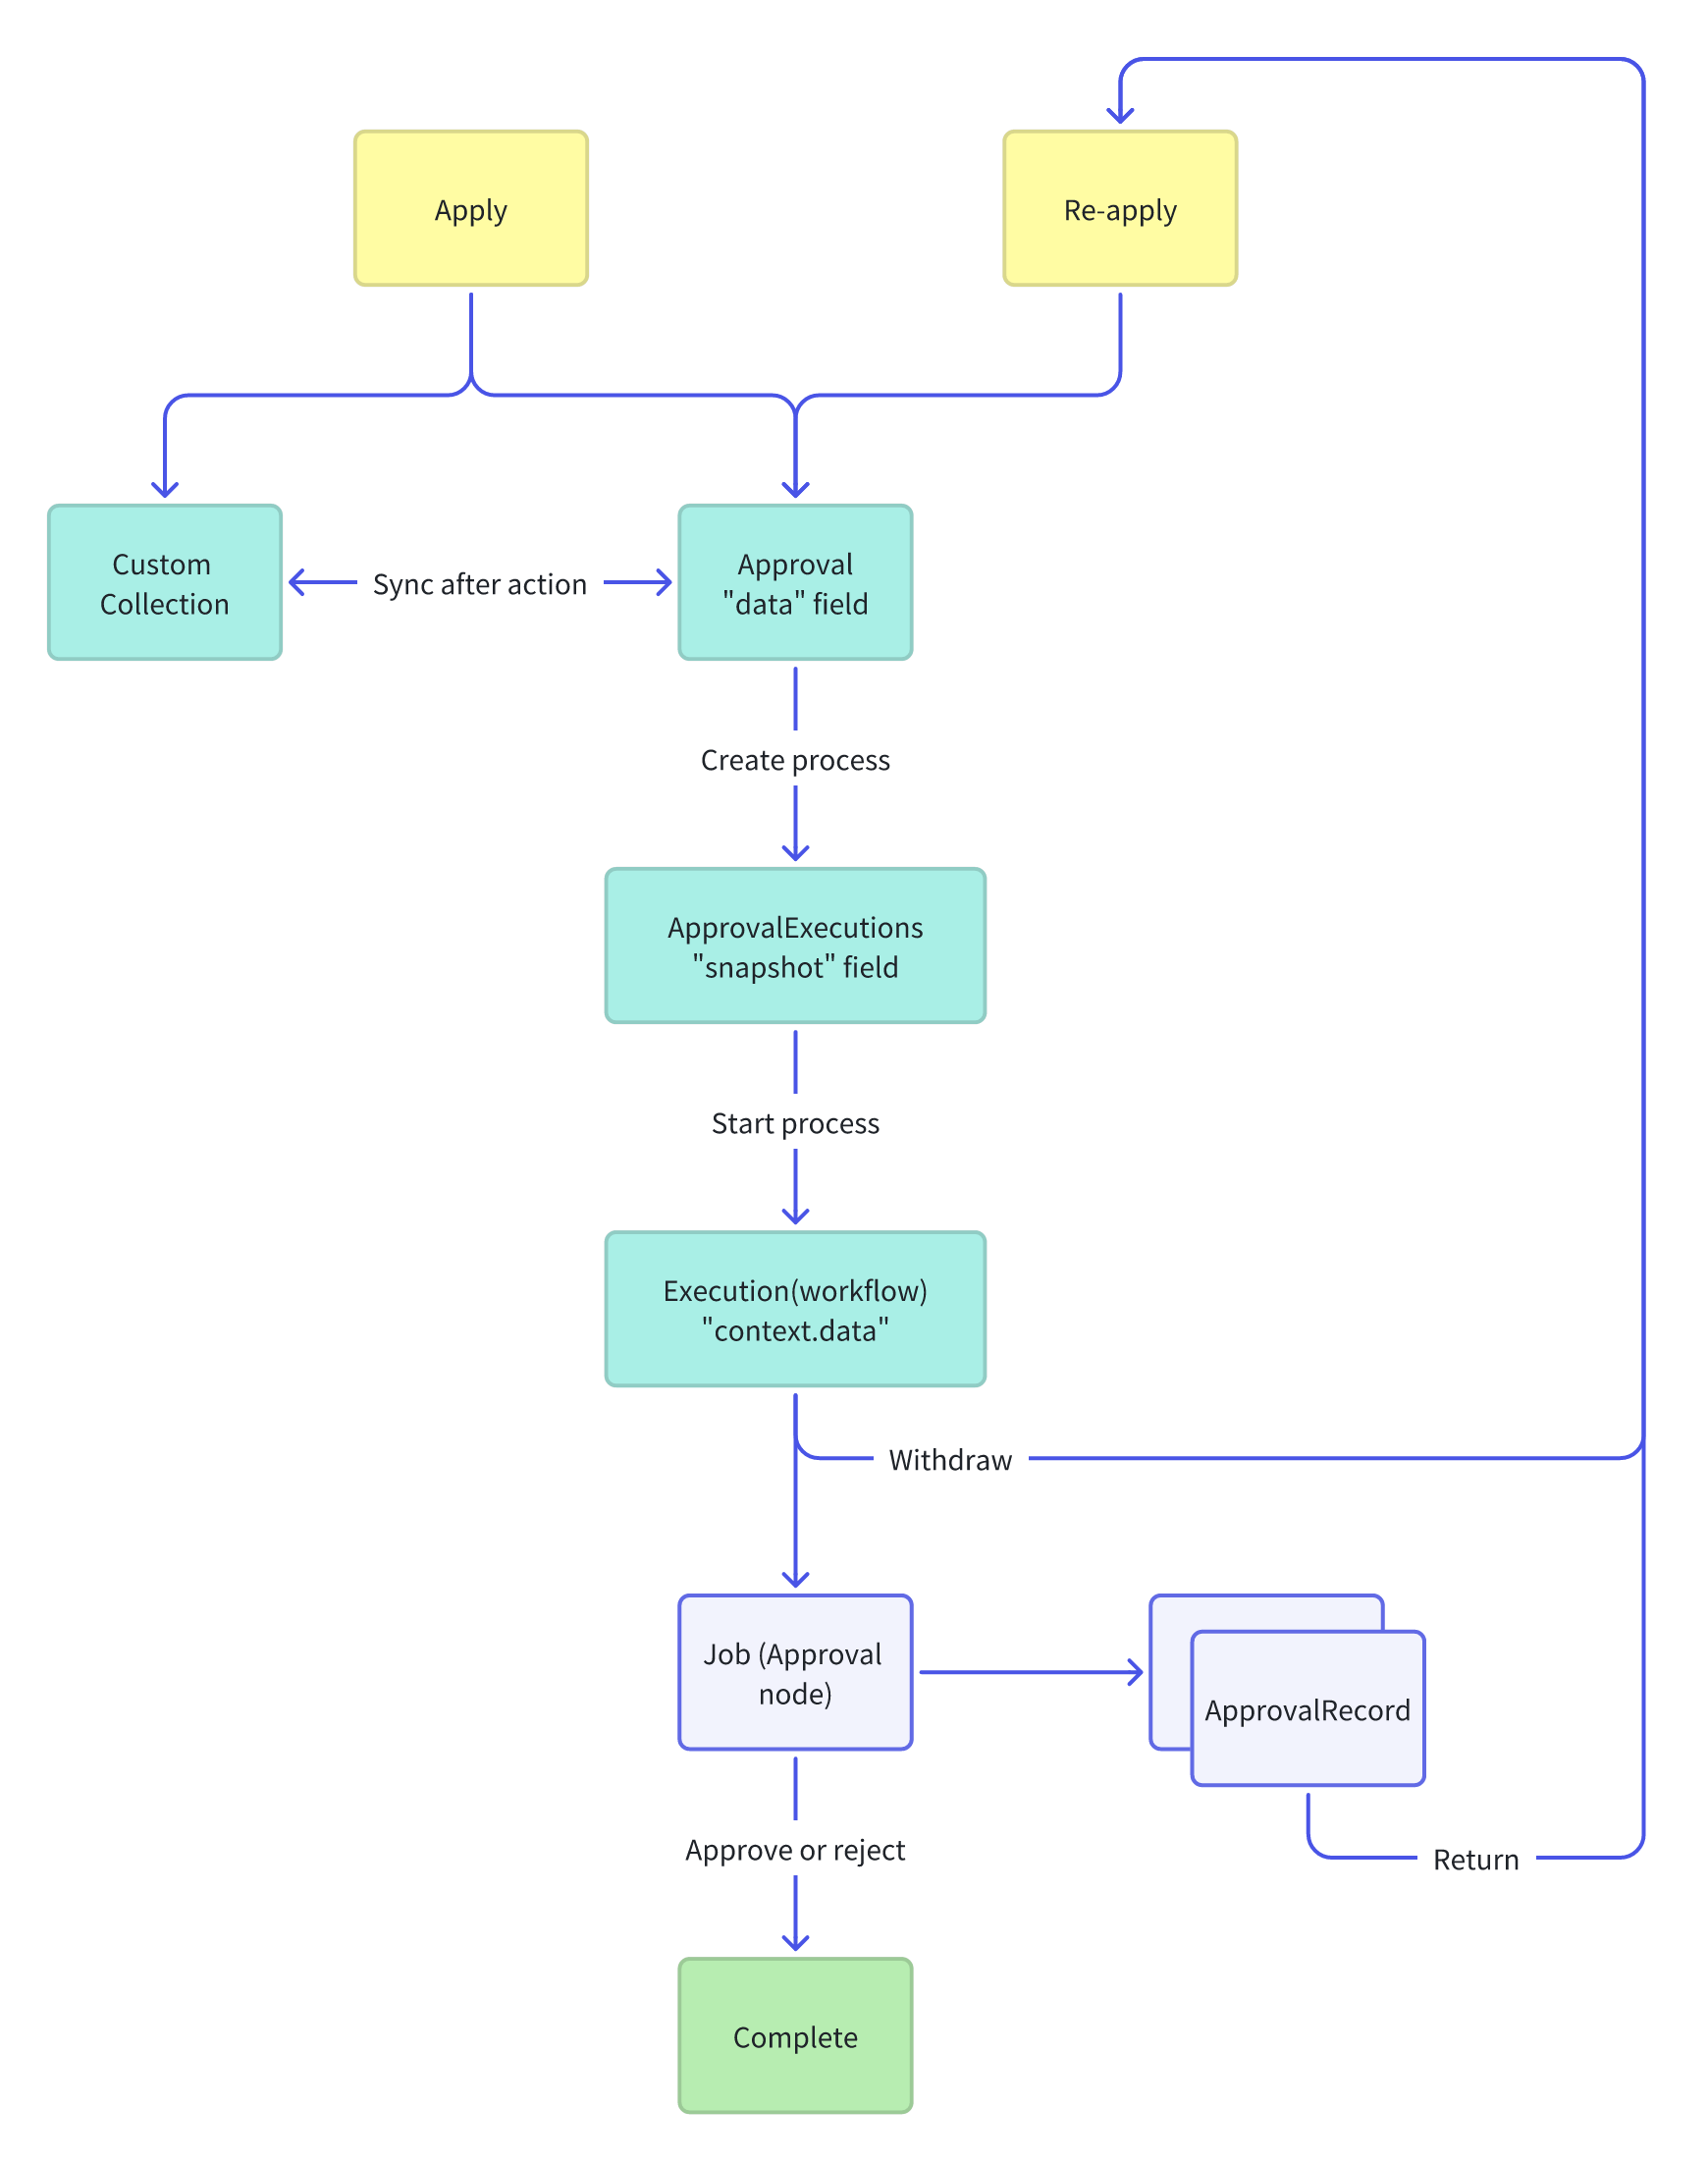 Apply
Re-apply
Custom
Collection
Sync after action
Approval
"data" field
Create process
ApprovalExecutions
"snapshot" field
Start process
Execution(workflow)
"context.data"
Withdraw
Job (Approval
node)
ApprovalRecord
Approve or reject
Return
Complete